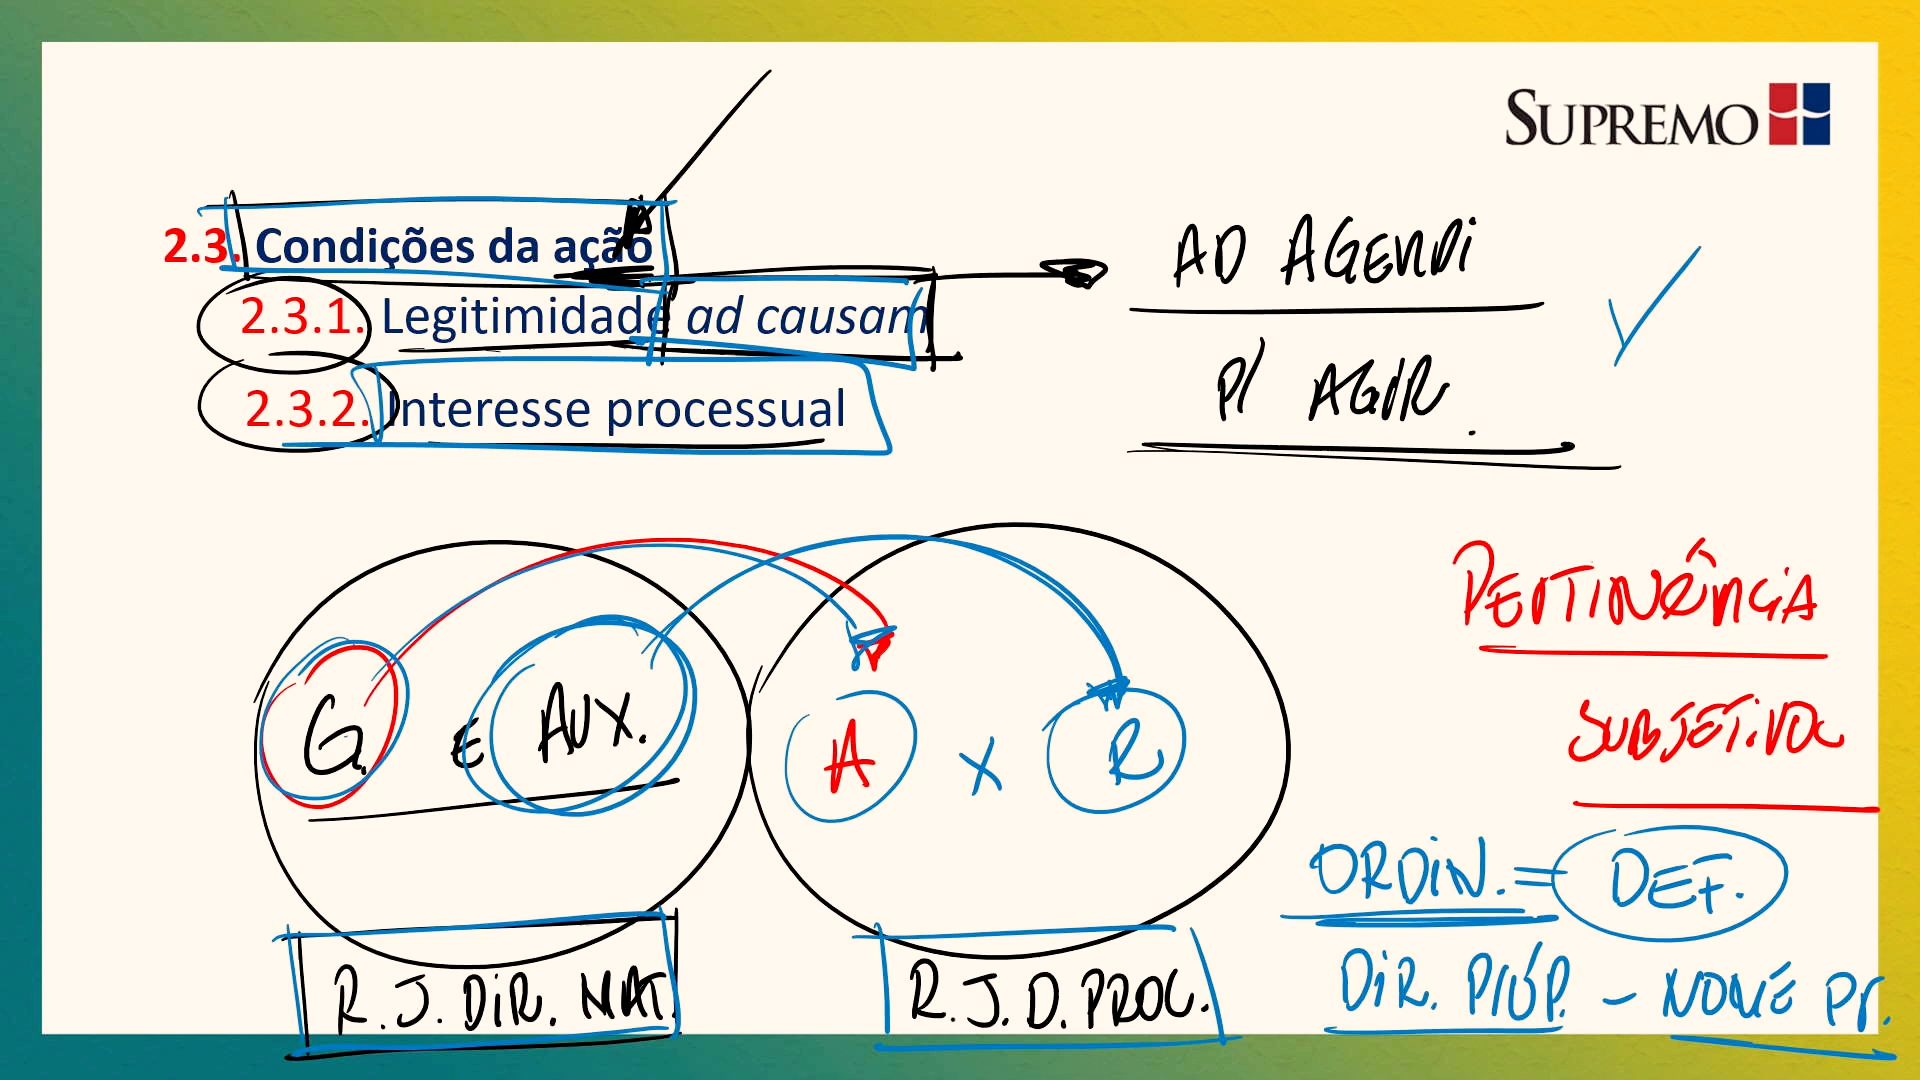 SUPREMO
2.3. Condições da ação
2.3.1. Legitimidade ad causam
2.3.2. Interesse processual
AD AGENDI
P/ AGIR.
PERTINÊNCIA
SUBJETIVA
G. E AUX.
A X R
ORDIN. = DEF.
DIR. PRÓP. - NOME PR.
R. J. DIR. MAT.
R. J. D. PROC.